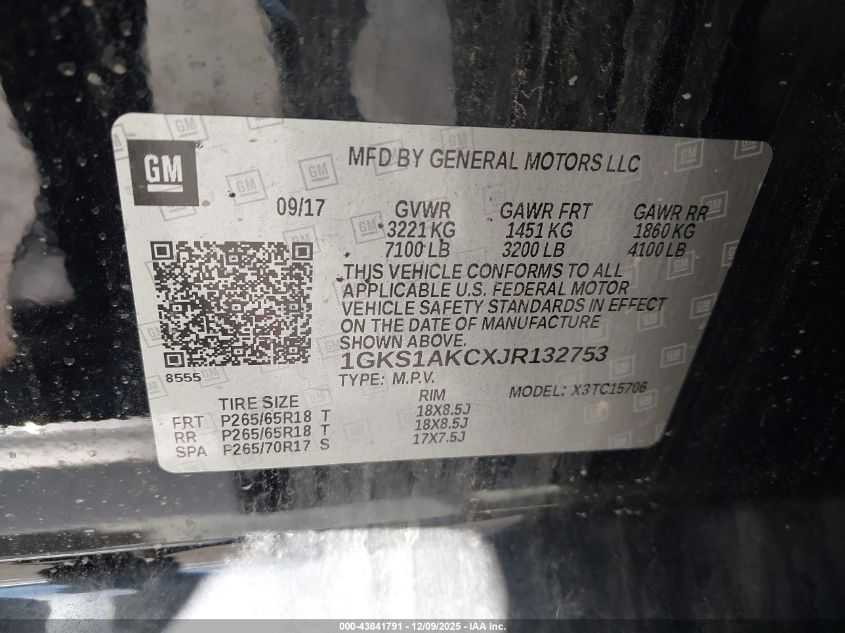 GM
MFD BY GENERAL MOTORS LLC
09/17
GVWR GAWR FRT GAWR RR
3221 KG 1451 KG 1860 KG
7100 LB 3200 LB 4100 LB
THIS VEHICLE CONFORMS TO ALL
APPLICABLE U.S. FEDERAL MOTOR
VEHICLE SAFETY STANDARDS IN EFFECT
ON THE DATE OF MANUFACTURE
SHOWN ABOVE.
1GKS1AKCXJR132753
8555
TYPE: M.P.V. MODEL: X3TC15706
TIRE SIZE RIM
FRT P265/65R18 T 18X8.5J
RR P265/65R18 T 18X8.5J
SPA P265/70R17 S 17X7.5J
000-43841791 - 12/09/2025 - IAA Inc.